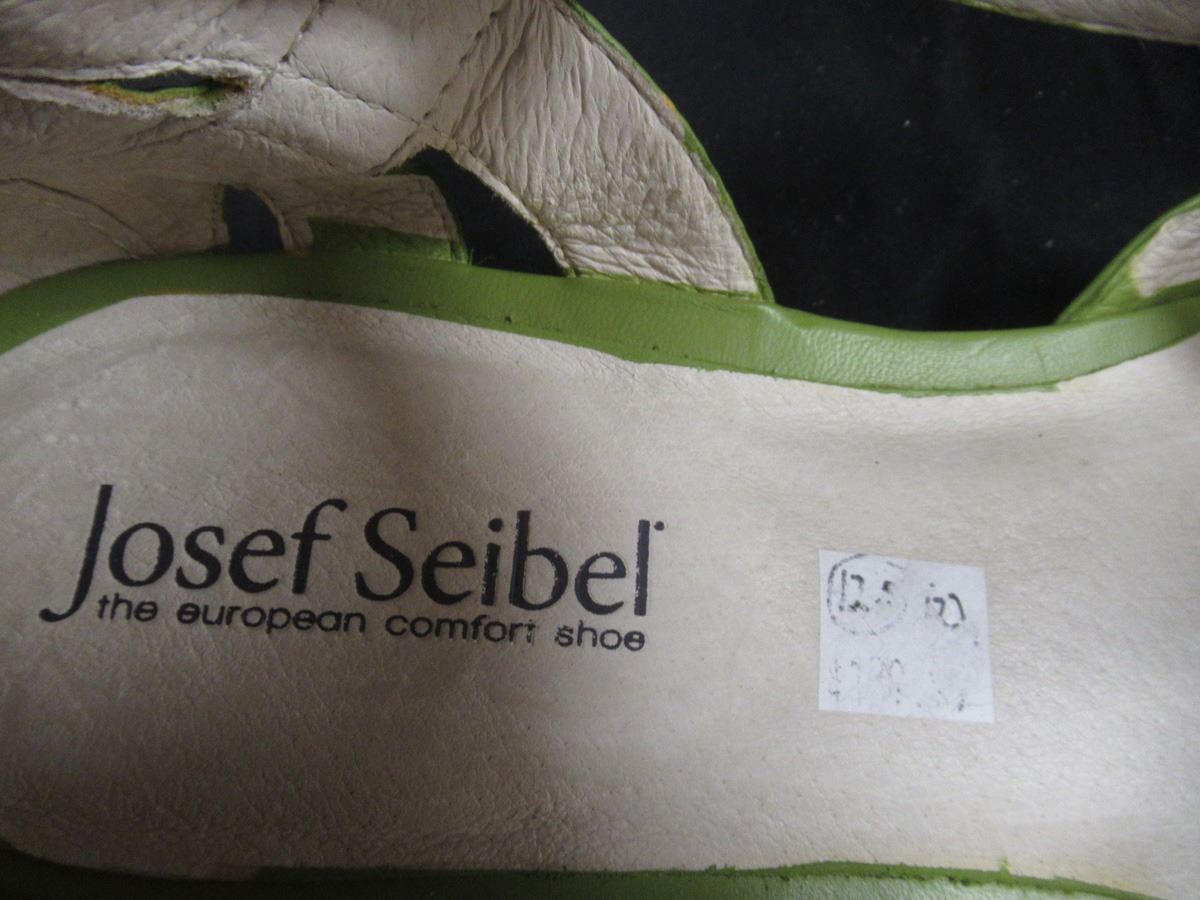 Josef Seibel
the european comfort shoe